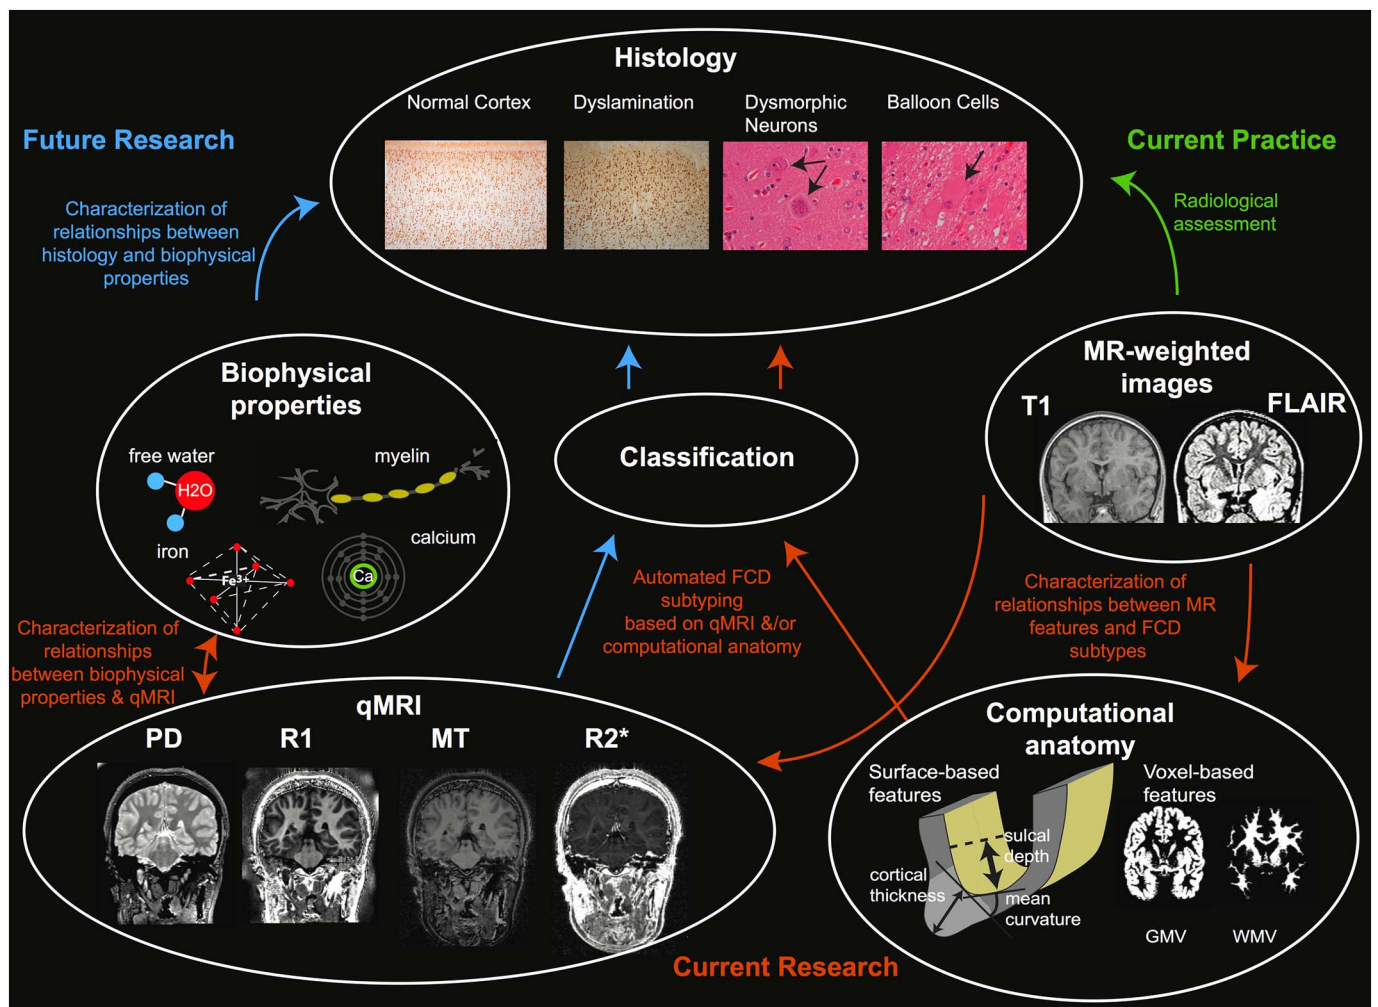 Histology
Normal Cortex
Dyslamination
Dysmorphic
Neurons
Balloon Cells
Future Research
Current Practice
Characterization of
relationships between
histology and biophysical
properties
Radiological
assessment
Biophysical
properties
free water
H2O
myelin
iron
Fe³⁺
calcium
Ca
Classification
MR-weighted
images
T1
FLAIR
Characterization of
relationships
between biophysical
properties & qMRI
Automated FCD
subtyping
based on qMRI &/or
computational anatomy
Characterization of
relationships between MR
features and FCD
subtypes
qMRI
PD
R1
MT
R2*
Computational
anatomy
Surface-based
features
Voxel-based
features
sulcal
depth
cortical
thickness
mean
curvature
GMV
WMV
Current Research